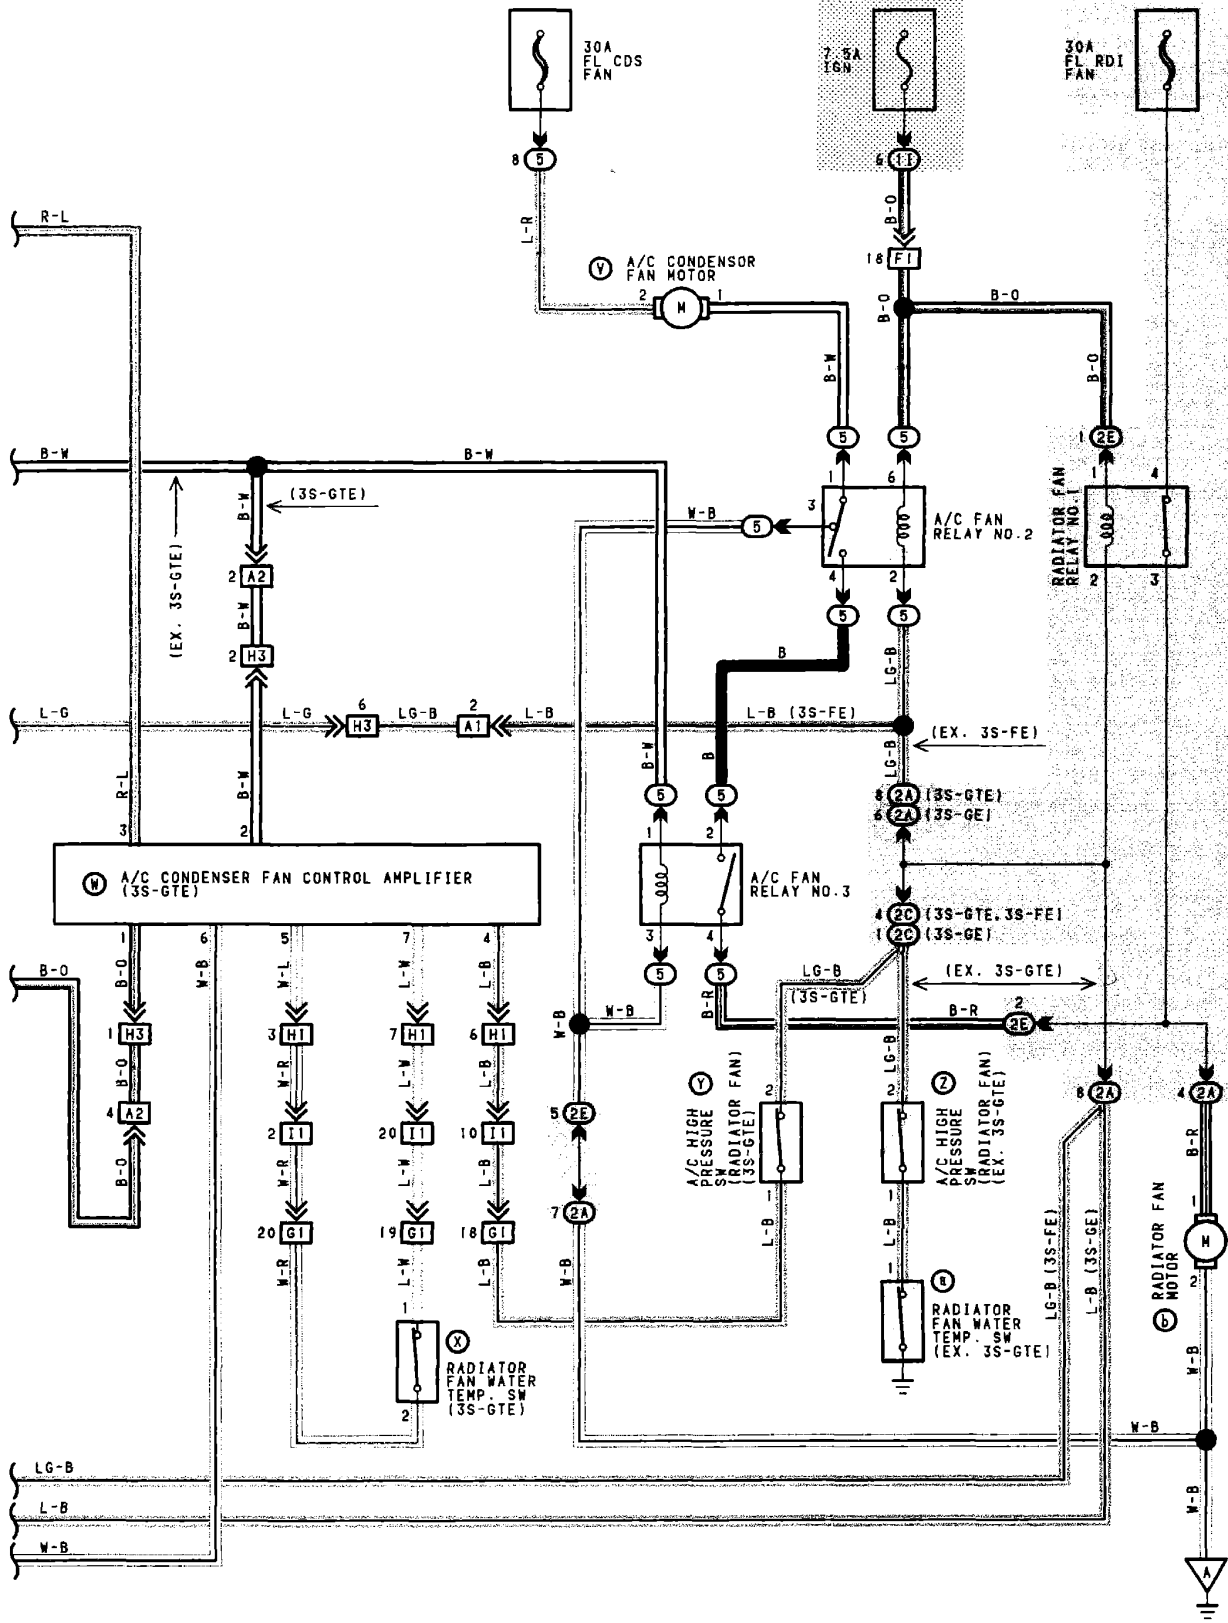 30A
FL CDS
FAN
7.5A
IGN
30A
FL RDI
FAN
8 5
6 1I
L-R
B-O
R-L
18 F1
V A/C CONDENSOR
FAN MOTOR
2 M 1
B-O
B-O
B-W
B-O
5
5
1 2E
B-W
B-W
(3S-GTE)
B-W
(EX. 3S-GTE)
2 A2
B-W
2 H3
W-B
5
1
6
3
4
2
A/C FAN
RELAY NO.2
1
4
2
3
RADIATOR FAN
RELAY NO.1
5
5
B
LG-B
L-G
L-G
6
H3
LG-B
2
A1
L-B
L-B (3S-FE)
(EX. 3S-FE)
LG-B
R-L
B-W
B-W
B
5
5
8 2A (3S-GTE)
6 2A (3S-GE)
3
2
1
2
W A/C CONDENSER FAN CONTROL AMPLIFIER
(3S-GTE)
A/C FAN
RELAY NO.3
3
4
4 2C (3S-GTE.3S-FE)
1 2C (3S-GE)
1
6
5
7
4
5
5
B-O
B-O
W-B
W-L
L-W
L-B
LG-B
(3S-GTE)
(EX. 3S-GTE)
B-R
B-R
2
2E
W-B
W-B
1 H3
3 H1
7 H1
6 H1
B-O
W-R
L-W
L-B
LG-B
4 A2
2 I1
20 I1
10 I1
5 2E
Y
A/C HIGH
PRESSURE
SW
(RADIATOR FAN)
(3S-GTE)
2
1
Z
A/C HIGH
PRESSURE
SW
(RADIATOR FAN)
(EX. 3S-GTE)
2
1
8 2A
4 2A
B-O
W-R
L-W
L-B
7 2A
B-R
20 G1
19 G1
18 G1
W-B
L-B
L-B
W-R
L-W
L-B
LG-B (3S-FE)
L-B (3S-GE)
1
M
2
RADIATOR FAN
MOTOR
b
1
2
X
RADIATOR
FAN WATER
TEMP. SW
(3S-GTE)
1
RADIATOR
FAN WATER
TEMP. SW
(EX. 3S-GTE)
W-B
W-B
LG-B
L-B
W-B
W-B
A